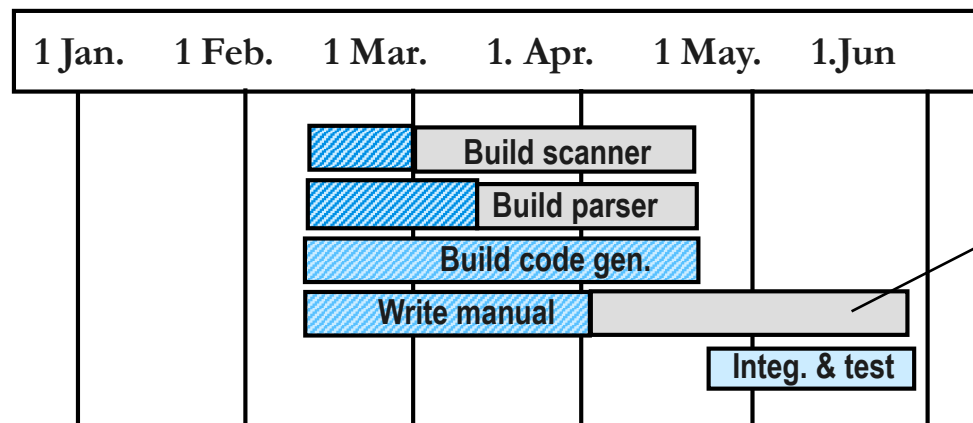 1 Jan. 1 Feb. 1 Mar. 1. Apr. 1 May. 1.Jun
Build scanner
Build parser
Build code gen.
Write manual
Integ. & test